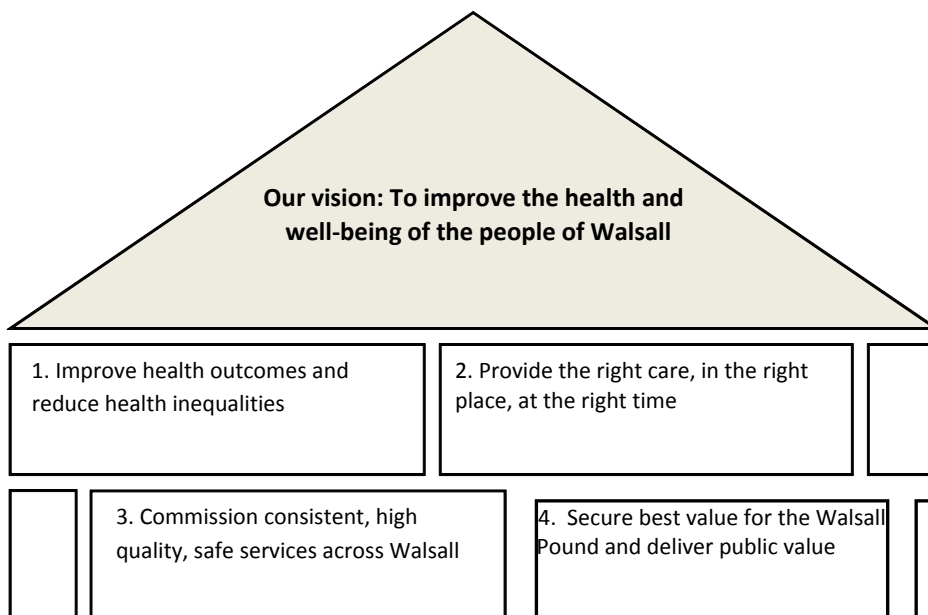 Our vision: To improve the health and
well-being of the people of Walsall
1. Improve health outcomes and
reduce health inequalities
2. Provide the right care, in the right
place, at the right time
3. Commission consistent, high
quality, safe services across Walsall
4. Secure best value for the Walsall
Pound and deliver public value